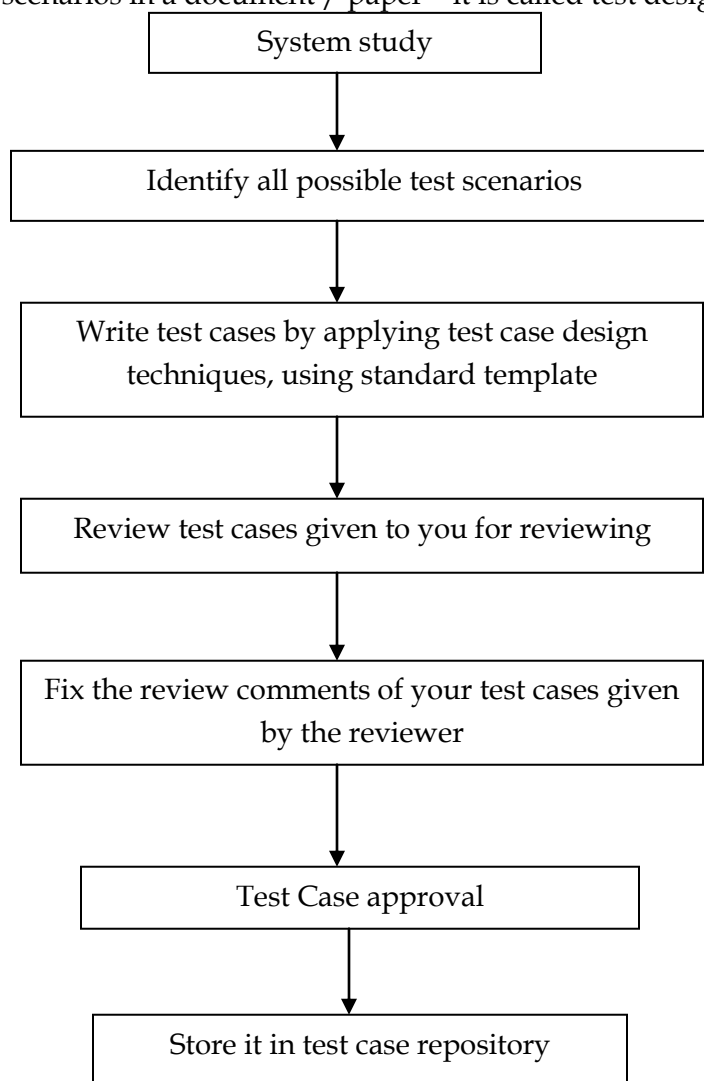 scenarios in a document / paper – it is called test desig
System study
Identify all possible test scenarios
Write test cases by applying test case design
techniques, using standard template
Review test cases given to you for reviewing
Fix the review comments of your test cases given
by the reviewer
Test Case approval
Store it in test case repository